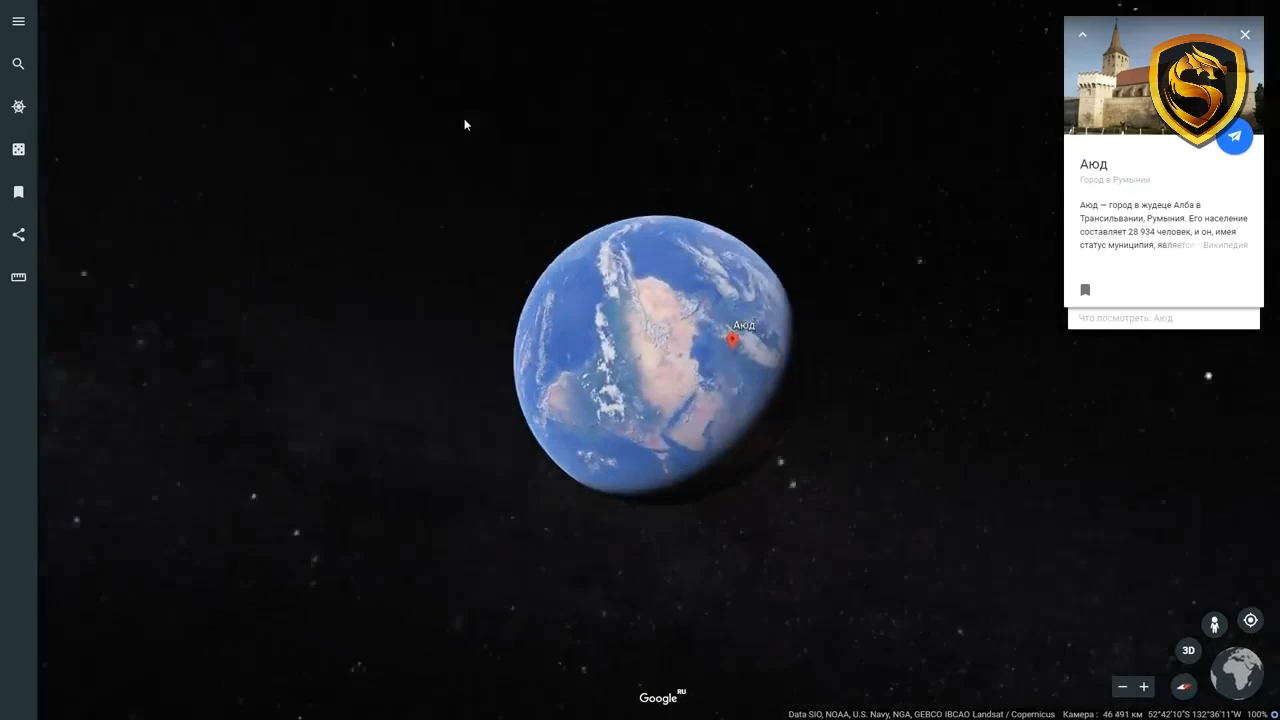 Аюд
Город в Румынии
Аюд — город в жудеце Алба в
Трансильвании, Румыния. Его население
составляет 28 934 человек, и он, имея
статус муниципия, является Википедия
Что посмотреть: Аюд
Аюд
3D
Google RU
Data SIO, NOAA, U.S. Navy, NGA, GEBCO IBCAO Landsat / Copernicus Камера : 46 491 км 52°42'10"S 132°36'11"W 100%